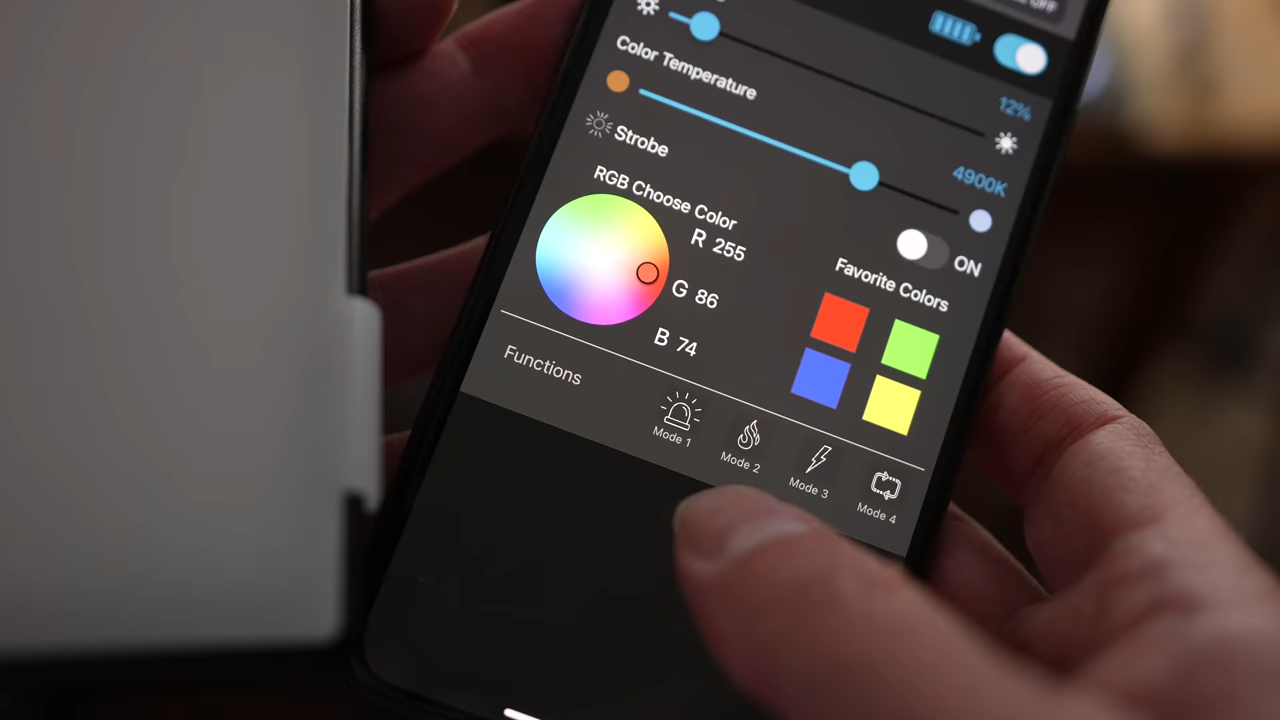 OFF
12%
Color Temperature
4900K
Strobe
ON
RGB Choose Color
R 255
G 86
B 74
Favorite Colors
Functions
Mode 1
Mode 2
Mode 3
Mode 4